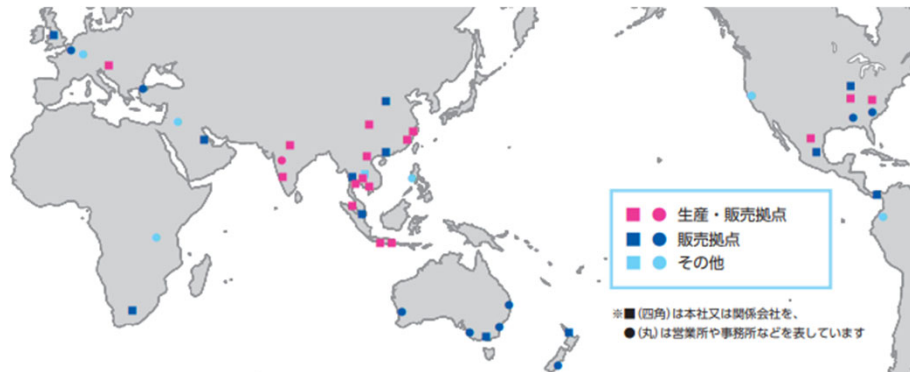 ■ ● 生産・販売拠点
■ ● 販売拠点
■ ● その他
※■(四角)は本社又は関係会社を、
●(丸)は営業所や事務所などを表しています